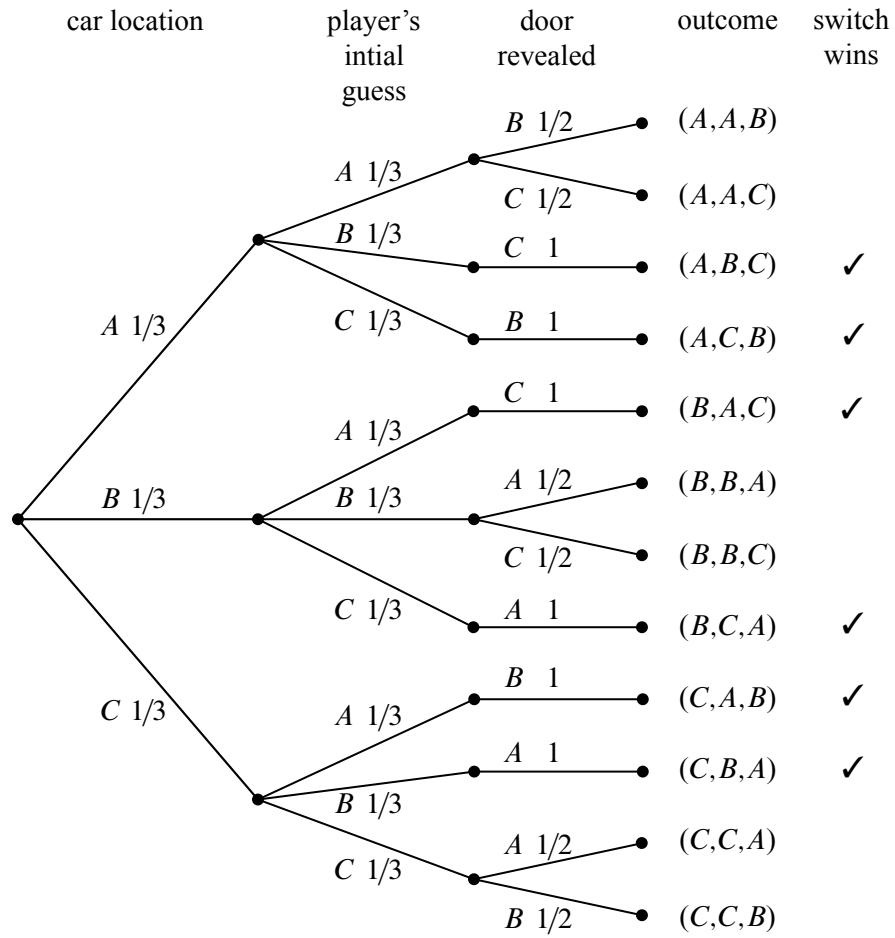 car location
player's
intial
guess
door
revealed
outcome
switch
wins
B 1/2
(A,A,B)
A 1/3
C 1/2
(A,A,C)
B 1/3
C 1
(A,B,C) ✓
A 1/3
C 1/3
B 1
(A,C,B) ✓
C 1
(B,A,C) ✓
A 1/3
A 1/2
(B,B,A)
B 1/3
B 1/3
C 1/2
(B,B,C)
C 1/3
A 1
(B,C,A) ✓
B 1
(C,A,B) ✓
C 1/3
A 1/3
A 1
(C,B,A) ✓
B 1/3
A 1/2
(C,C,A)
C 1/3
B 1/2
(C,C,B)